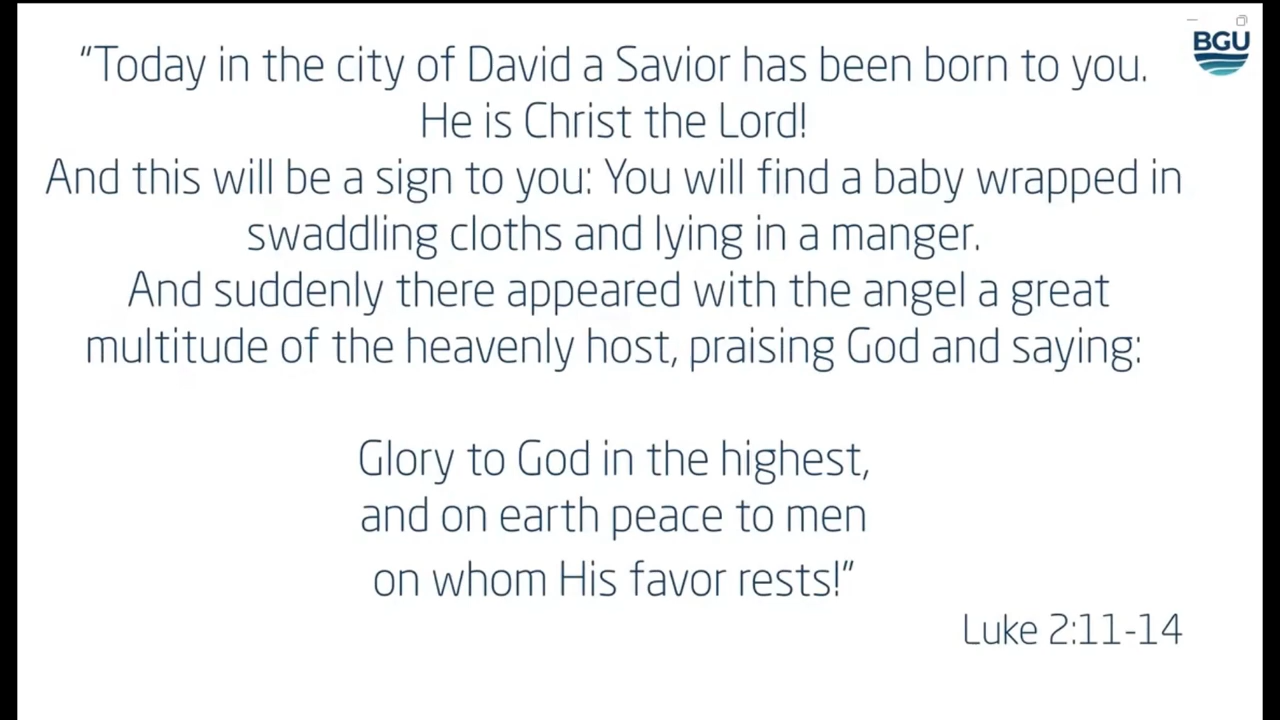 “Today in the city of David a Savior has been born to you.
He is Christ the Lord!
And this will be a sign to you: You will find a baby wrapped in
swaddling cloths and lying in a manger.
And suddenly there appeared with the angel a great
multitude of the heavenly host, praising God and saying:
Glory to God in the highest,
and on earth peace to men
on whom His favor rests!”
Luke 2:11-14
BGU